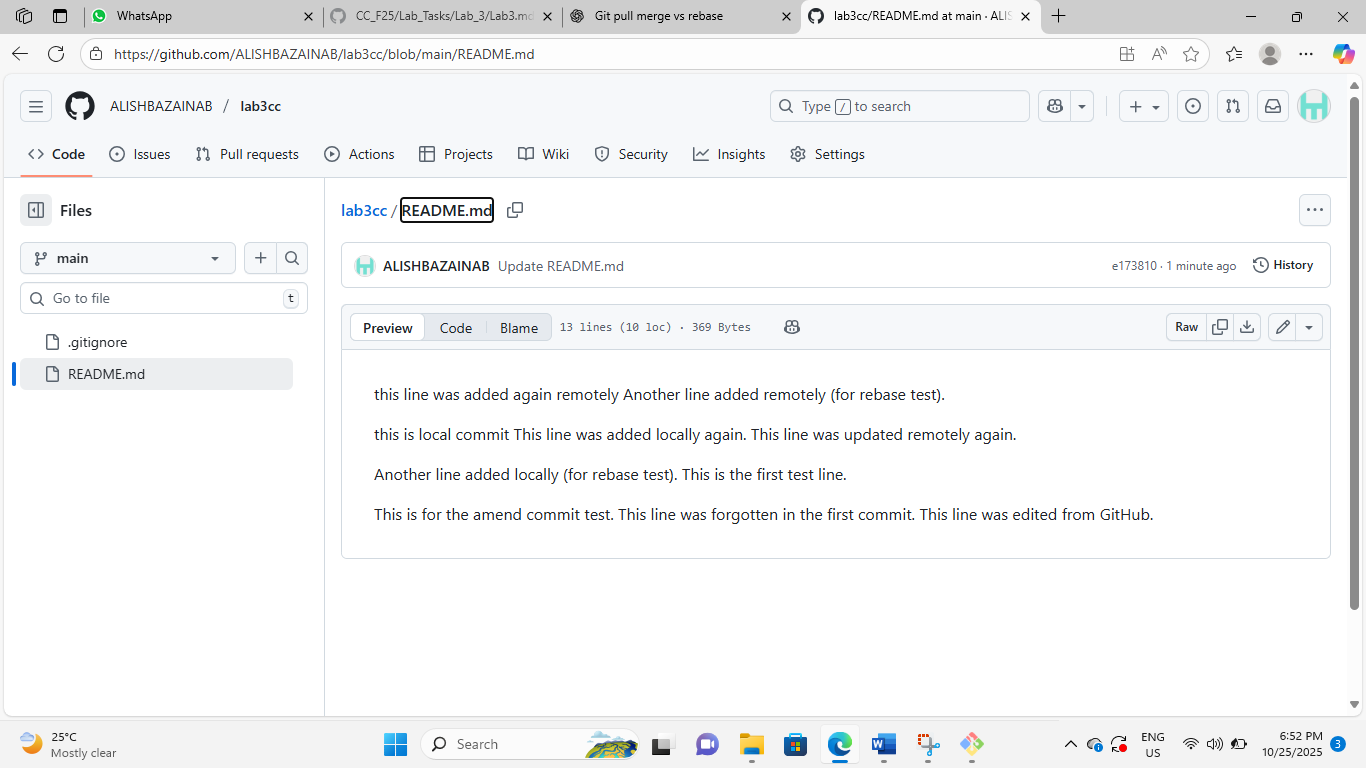 WhatsApp
CC_F25/Lab_Tasks/Lab_3/Lab3.md
Git pull merge vs rebase
lab3cc/README.md at main · ALIS
https://github.com/ALISHBAZAINAB/lab3cc/blob/main/README.md
ALISHBAZAINAB / lab3cc
Type / to search
Code
Issues
Pull requests
Actions
Projects
Wiki
Security
Insights
Settings
Files
lab3cc / README.md
main
ALISHBAZAINAB Update README.md
e173810 · 1 minute ago
History
Go to file
t
Preview
Code
Blame
13 lines (10 loc) · 369 Bytes
Raw
.gitignore
README.md
this line was added again remotely Another line added remotely (for rebase test).
this is local commit This line was added locally again. This line was updated remotely again.
Another line added locally (for rebase test). This is the first test line.
This is for the amend commit test. This line was forgotten in the first commit. This line was edited from GitHub.
25°C
Mostly clear
Search
ENG
US
6:52 PM
10/25/2025
3